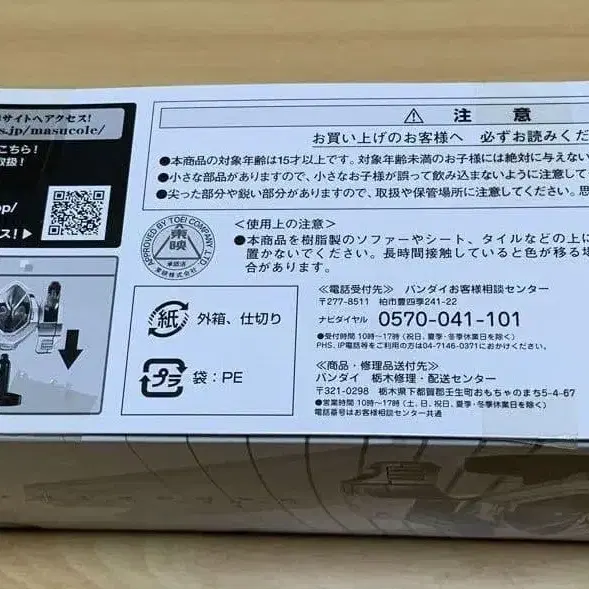 サイトへアクセス!
s.jp/masucole/
こちら!
取扱!
op/
ス! ▶
⚠ 注 意
お買い上げのお客様へ 必ずお読みくだ
●本商品の対象年齢は15才以上です。対象年齢未満のお子様には絶対に与えない
●小さな部品がありますので、小さなお子様が誤って飲み込まないように注意して
●尖った部分や鋭い部分がありますので、取扱や保管場所に注意してください。思
APPROVED BY TOEI COMPANY, LTD.
東映
承認済
東映株式会社
<使用上の注意>
●本商品を樹脂製のソファーやシート、タイルなどの上に
置かないでください。長時間接触していると色が移る場
合があります。
紙 外箱、仕切り
プラ 袋:PE
《電話受付先》 バンダイお客様相談センター
〒277-8511 柏市豊四季241-22
ナビダイヤル 0570-041-101
●受付時間 10時~17時(祝日、夏季・冬季休業日を除く)
PHS、IP電話等をご利用の方は04-7146-0371におかけください。
《商品・修理品送付先》
バンダイ 栃木修理・配送センター
〒321-0298 栃木県下都賀郡壬生町おもちゃのまち5-4-67
●営業時間 10時~17時(土、日、祝日、夏季・冬季休業日を除く)
電話番号はお客様相談センター共通